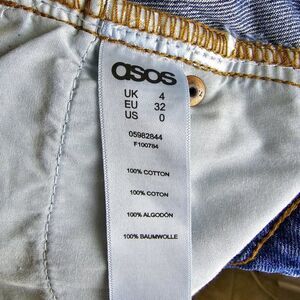 asos
UK 4
EU 32
US 0
05982844
F100784
100% COTTON
100% COTON
100% ALGODÓN
100% BAUMWOLLE